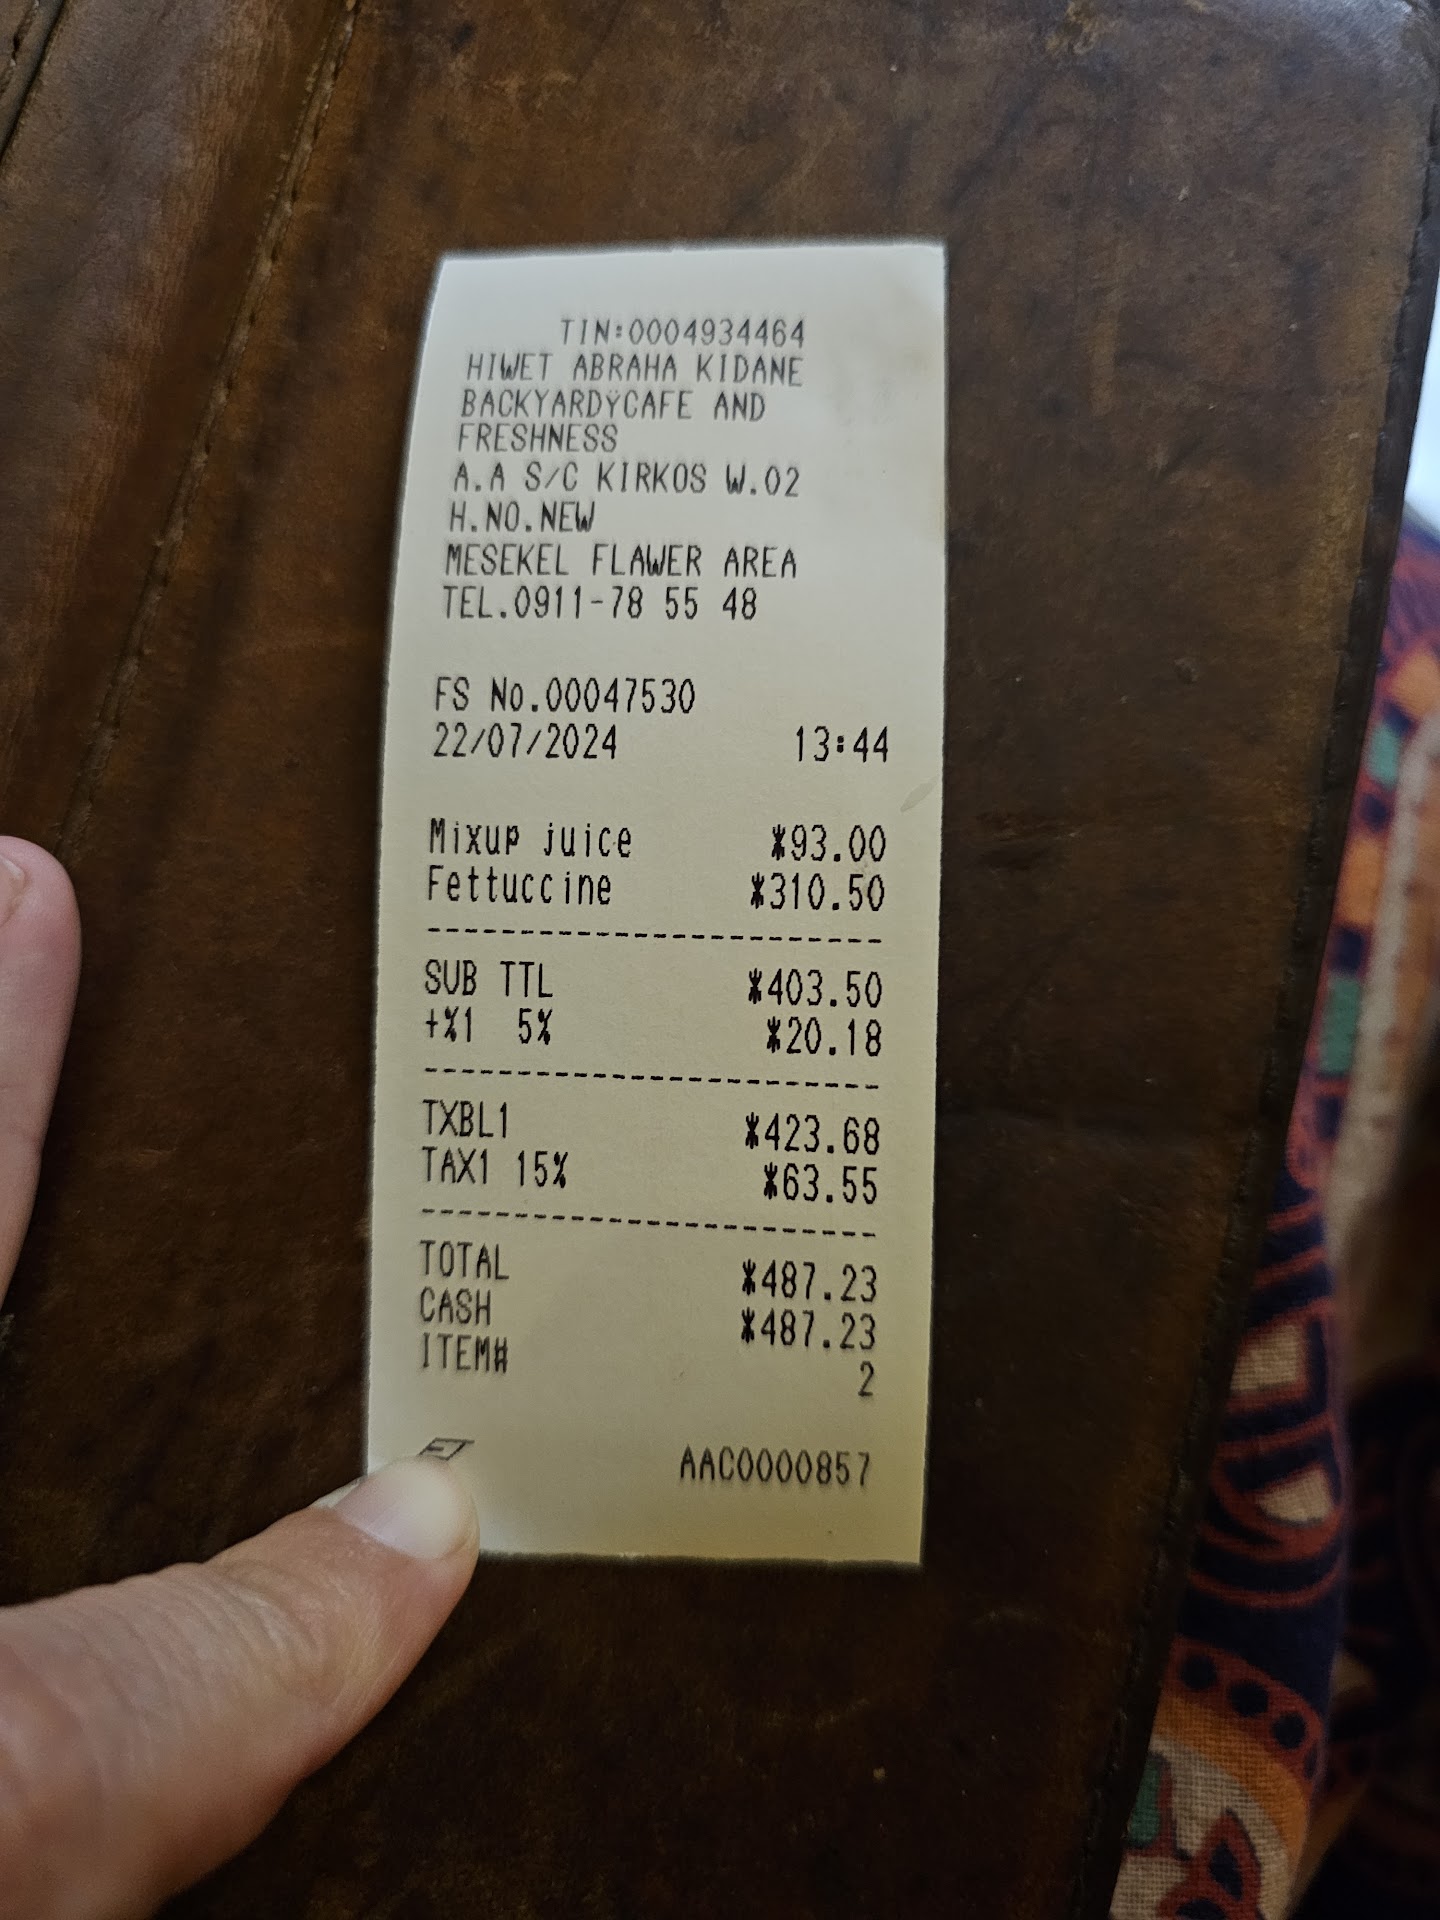 TIN:0004934464
HIWET ABRAHA KIDANE
BACKYARDYCAFE AND
FRESHNESS
A.A S/C KIRKOS W.02
H.NO.NEW
MESEKEL FLAWER AREA
TEL.0911-78 55 48
FS No.00047530
22/07/2024 13:44
Mixup juice *93.00
Fettuccine *310.50
SUB TTL *403.50
+%1 5% *20.18
TXBL1 *423.68
TAX1 15% *63.55
TOTAL *487.23
CASH *487.23
ITEM# 2
AAC0000857